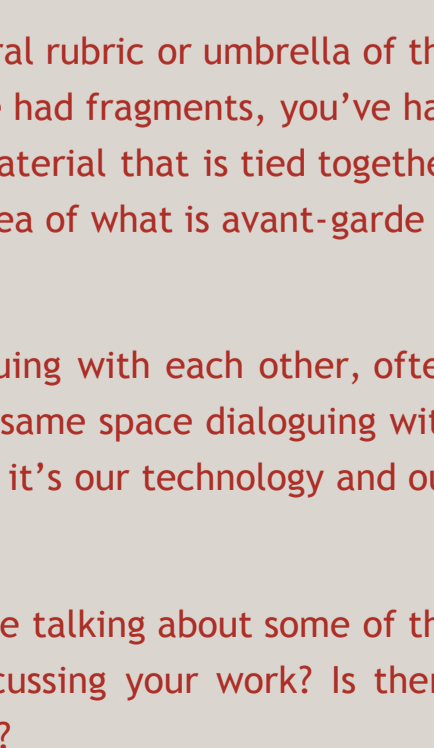 ral rubric or umbrella of th
e had fragments, you’ve ha
aterial that is tied togethe
ea of what is avant-garde
uing with each other, ofte
same space dialoguing wit
it’s our technology and ou
e talking about some of th
cussing your work? Is ther
?